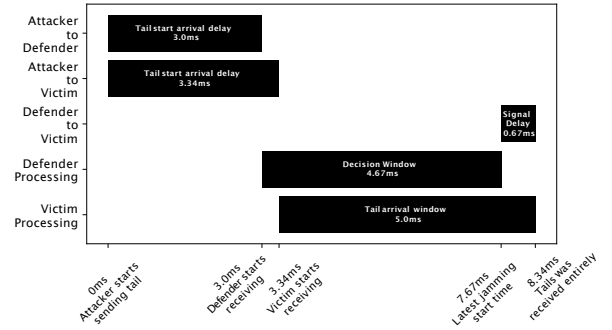 Attacker
to
Defender
Tail start arrival delay
3.0ms
Attacker
to
Victim
Tail start arrival delay
3.34ms
Defender
to
Victim
Signal
Delay
0.67ms
Defender
Processing
Decision Window
4.67ms
Victim
Processing
Tail arrival window
5.0ms
0ms
Attacker starts
sending tail
3.0ms
Defender starts
receiving
3.34ms
Victim starts
receiving
7.67ms
Latest jamming
start time
8.34ms
Tails was
received entirely